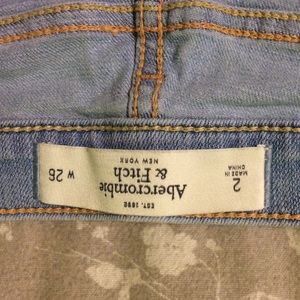 EST. 1892
Abercrombie
& Fitch
NEW YORK
2
MADE IN
CHINA
W 26